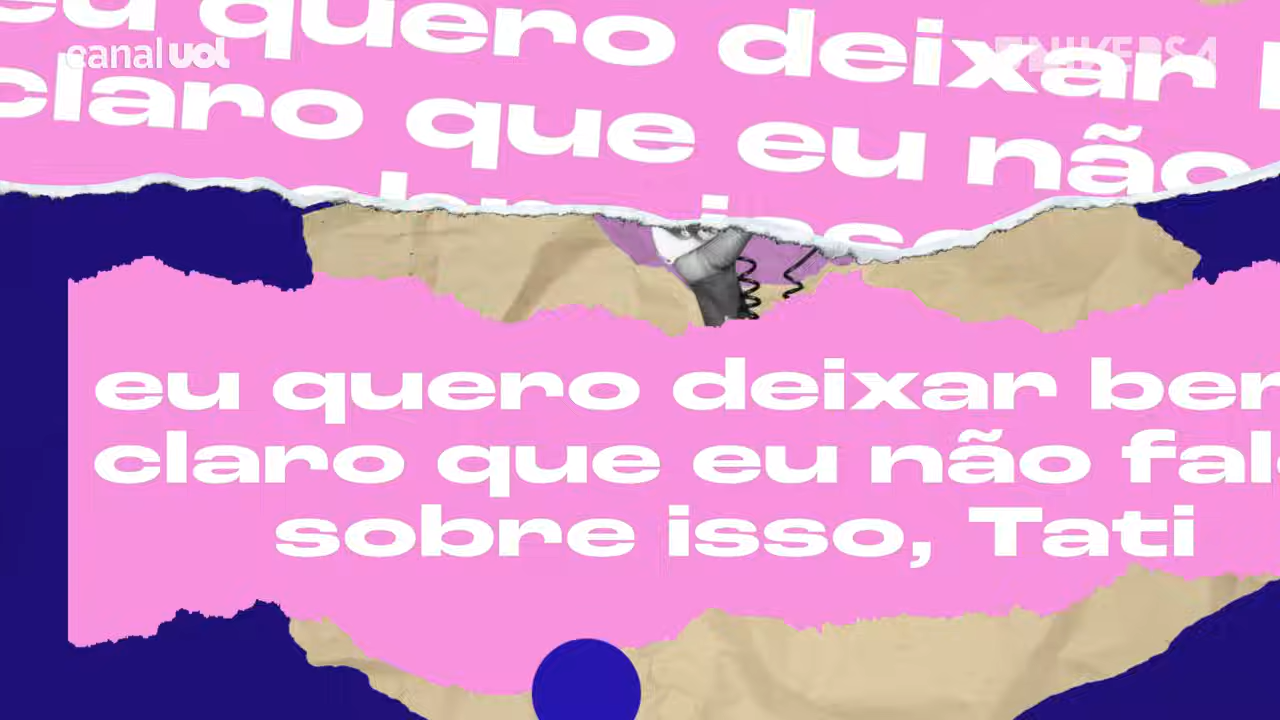 eu quero deixar
canal uol
UNIVERSA
claro que eu não
eu quero deixar ber
claro que eu não fal
sobre isso, Tati